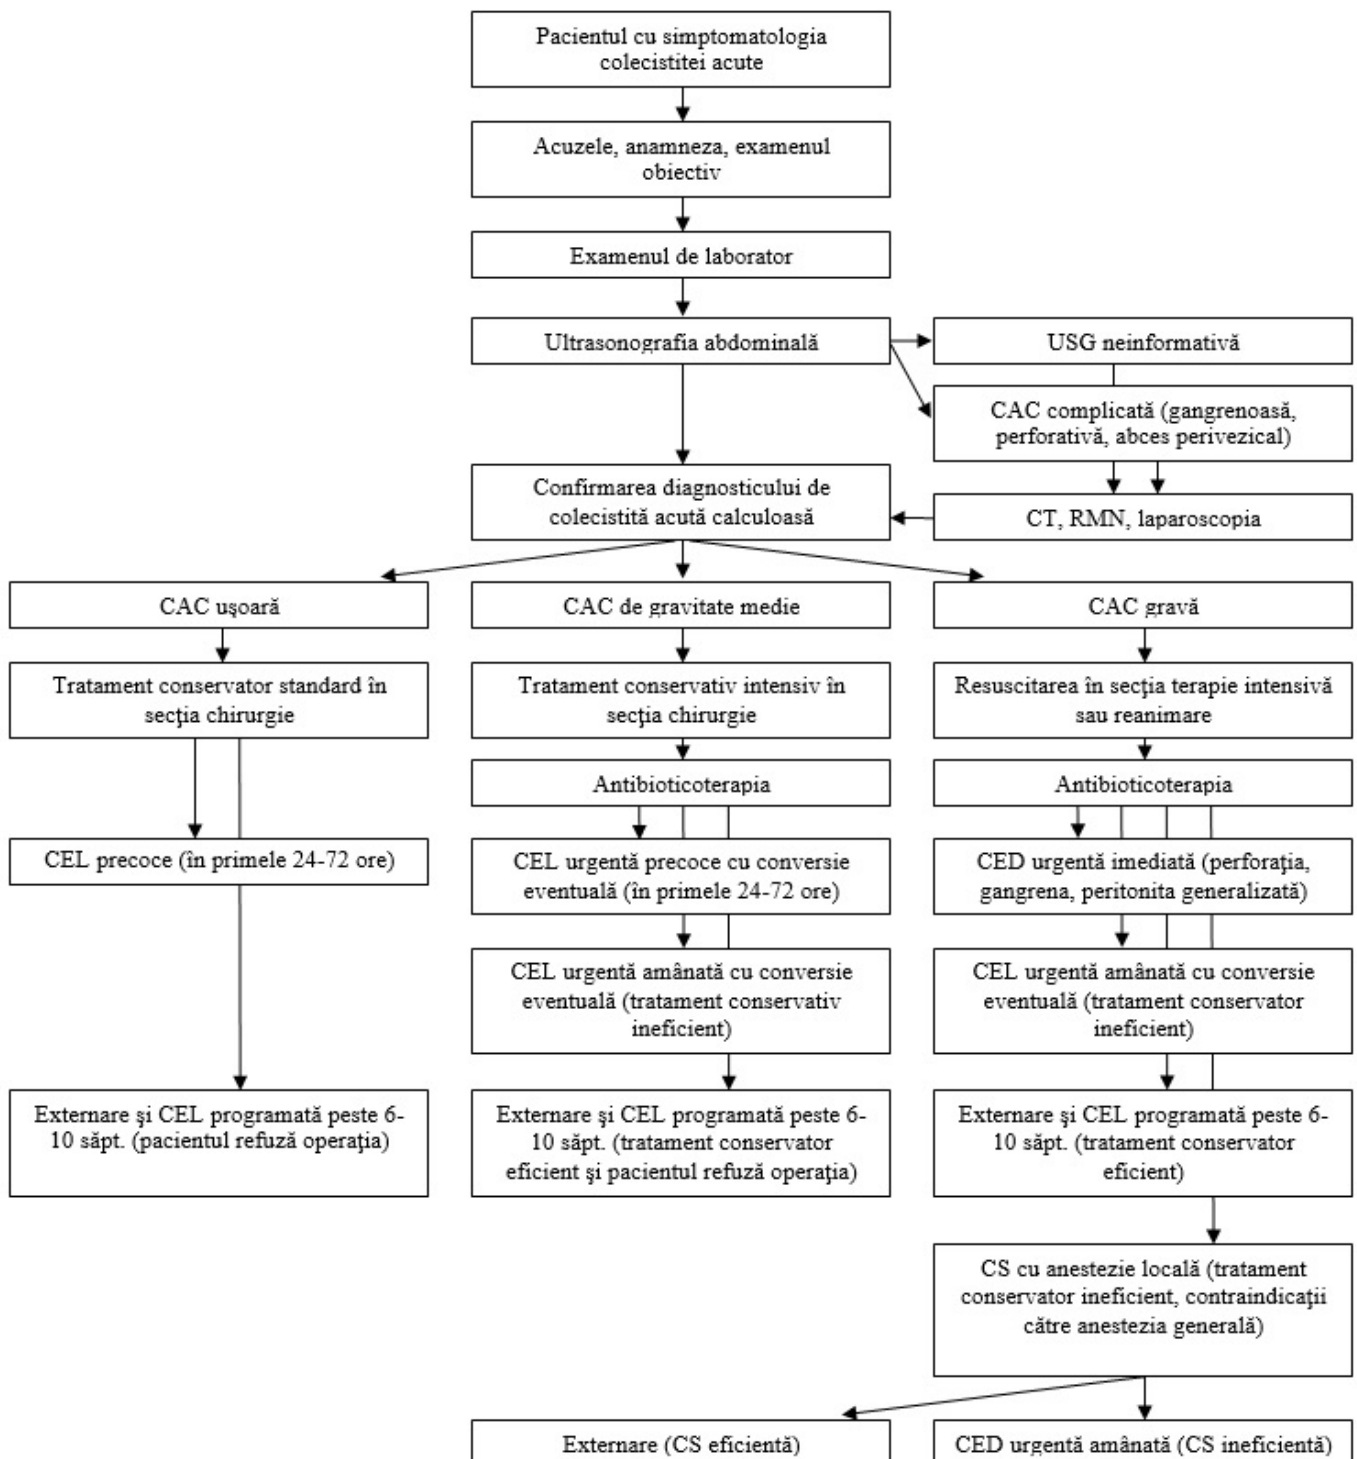 Pacientul cu simptomatologia
colecistitei acute
Acuzele, anamneza, examenul
obiectiv
Examenul de laborator
Ultrasonografia abdominală
USG neinformativă
CAC complicată (gangrenoasă,
perforativă, abces perivezical)
Confirmarea diagnosticului de
colecistită acută calculoasă
CT, RMN, laparoscopia
CAC uşoară
CAC de gravitate medie
CAC gravă
Tratament conservator standard în
secţia chirurgie
Tratament conservativ intensiv în
secţia chirurgie
Resuscitarea în secţia terapie intensivă
sau reanimare
Antibioticoterapia
Antibioticoterapia
CEL precoce (în primele 24-72 ore)
CEL urgentă precoce cu conversie
eventuală (în primele 24-72 ore)
CED urgentă imediată (perforaţia,
gangrena, peritonita generalizată)
CEL urgentă amânată cu conversie
eventuală (tratament conservativ
ineficient)
CEL urgentă amânată cu conversie
eventuală (tratament conservator
ineficient)
Externare şi CEL programată peste 6-
10 săpt. (pacientul refuză operaţia)
Externare şi CEL programată peste 6-
10 săpt. (tratament conservator
eficient şi pacientul refuză operaţia)
Externare şi CEL programată peste 6-
10 săpt. (tratament conservator
eficient)
CS cu anestezie locală (tratament
conservator ineficient, contraindicaţii
către anestezia generală)
Externare (CS eficientă)
CED urgentă amânată (CS ineficientă)